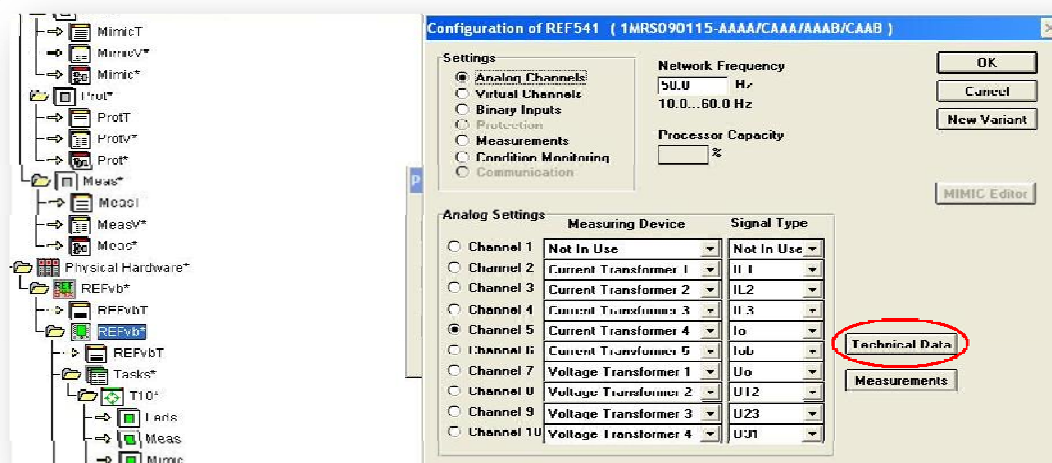 MimicT
MimicV*
Mimic*
Prot*
ProtT
ProtV*
Prot*
Meas*
MeasT
MeasV*
Meas*
Physical Hardware*
REFvb*
REFvbT
REFvb*
REFvbT
Tasks*
T10*
Leds
Meas
Mimic
Configuration of REF541 ( 1MRS090115-AAAA/CAAA/AAAB/CAAB )
Settings
Analog Channels
Virtual Channels
Binary Inputs
Protection
Measurements
Condition Monitoring
Communication
Network Frequency
50.0 Hz
10.0...60.0 Hz
Processor Capacity
%
OK
Cancel
New Variant
MIMIC Editor
P
Analog Settings
Measuring Device Signal Type
Channel 1 Not In Use Not In Use
Channel 2 Current Transformer 1 IL1
Channel 3 Current Transformer 2 IL2
Channel 4 Current Transformer 3 IL3
Channel 5 Current Transformer 4 Io
Channel 6 Current Transformer 5 Iob
Channel 7 Voltage Transformer 1 Uo
Channel 8 Voltage Transformer 2 U12
Channel 9 Voltage Transformer 3 U23
Channel 10 Voltage Transformer 4 U31
Technical Data
Measurements